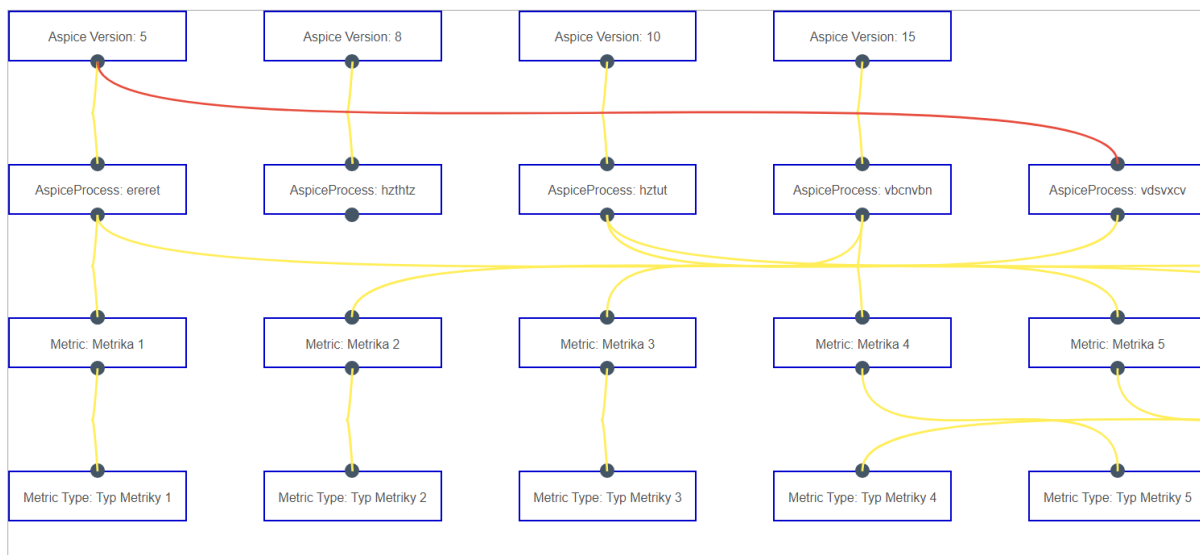 Aspice Version: 5
Aspice Version: 8
Aspice Version: 10
Aspice Version: 15
AspiceProcess: ereret
AspiceProcess: hzthtz
AspiceProcess: hztut
AspiceProcess: vbcnvbn
AspiceProcess: vdsvxcv
Metric: Metrika 1
Metric: Metrika 2
Metric: Metrika 3
Metric: Metrika 4
Metric: Metrika 5
Metric Type: Typ Metriky 1
Metric Type: Typ Metriky 2
Metric Type: Typ Metriky 3
Metric Type: Typ Metriky 4
Metric Type: Typ Metriky 5